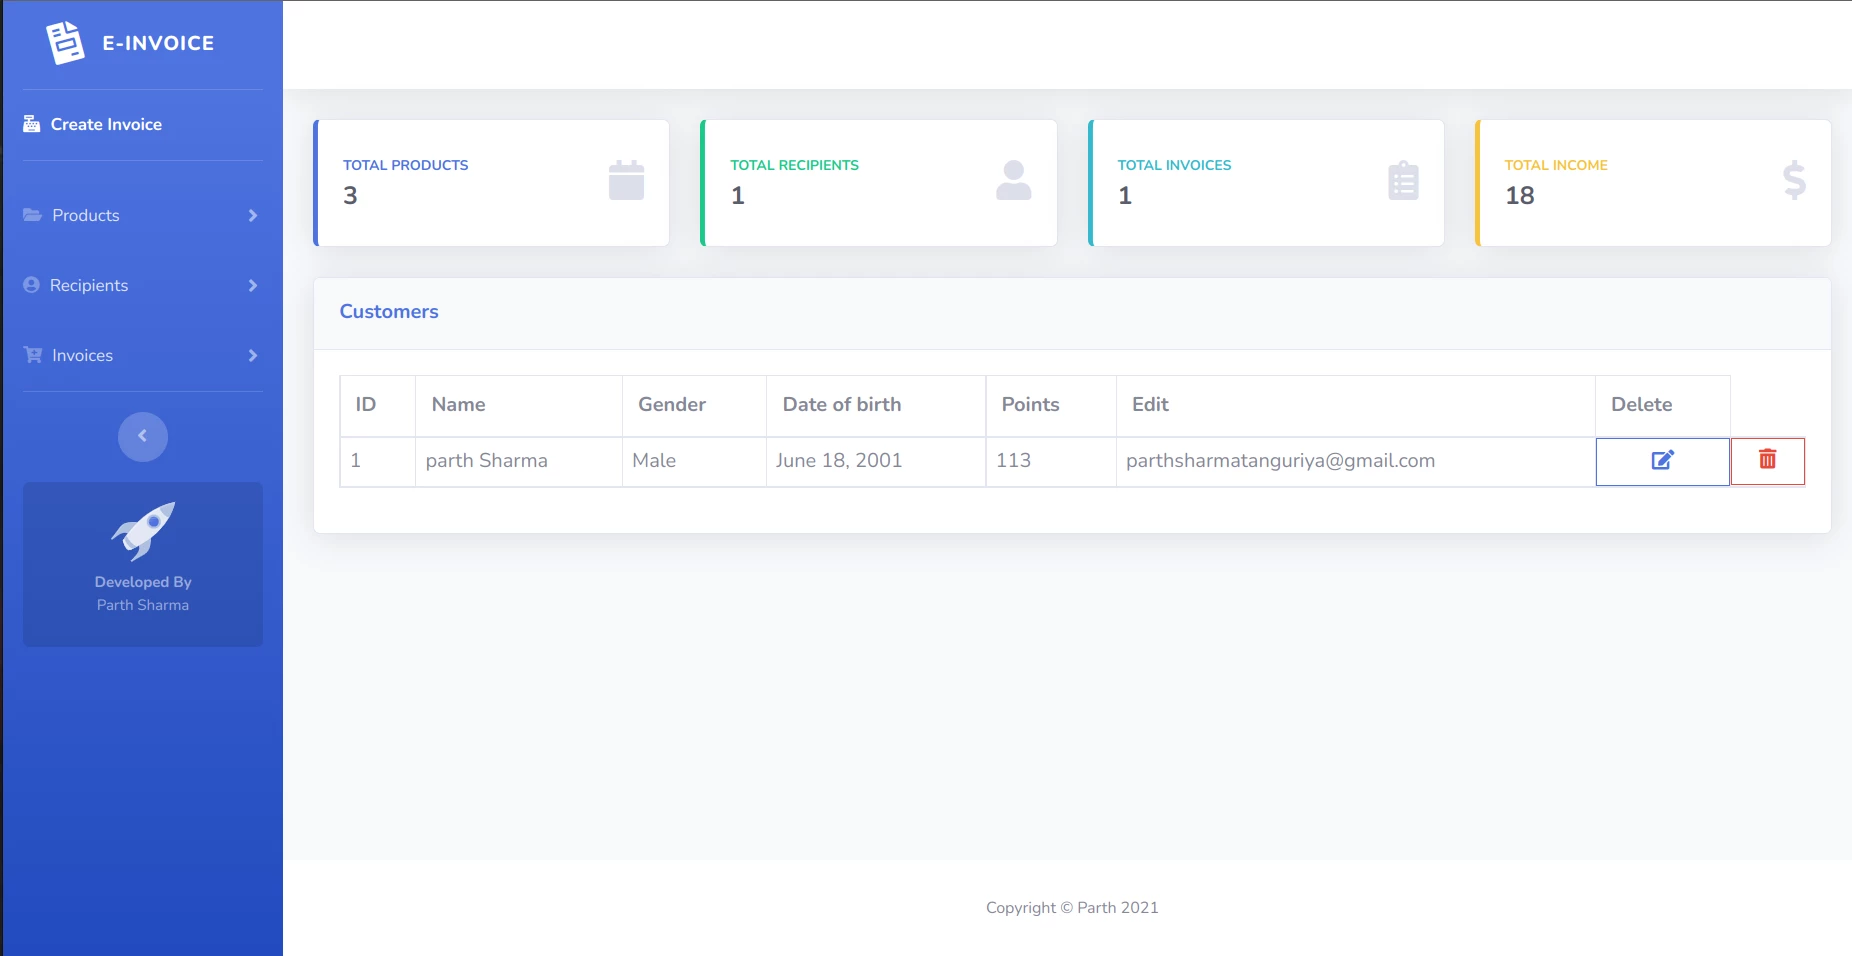 E-INVOICE
Create Invoice
Products
Recipients
Invoices
Developed By
Parth Sharma
TOTAL PRODUCTS
3
TOTAL RECIPIENTS
1
TOTAL INVOICES
1
TOTAL INCOME
18
Customers
ID Name Gender Date of birth Points Edit Delete
1 parth Sharma Male June 18, 2001 113 parthsharmatanguriya@gmail.com
Copyright © Parth 2021